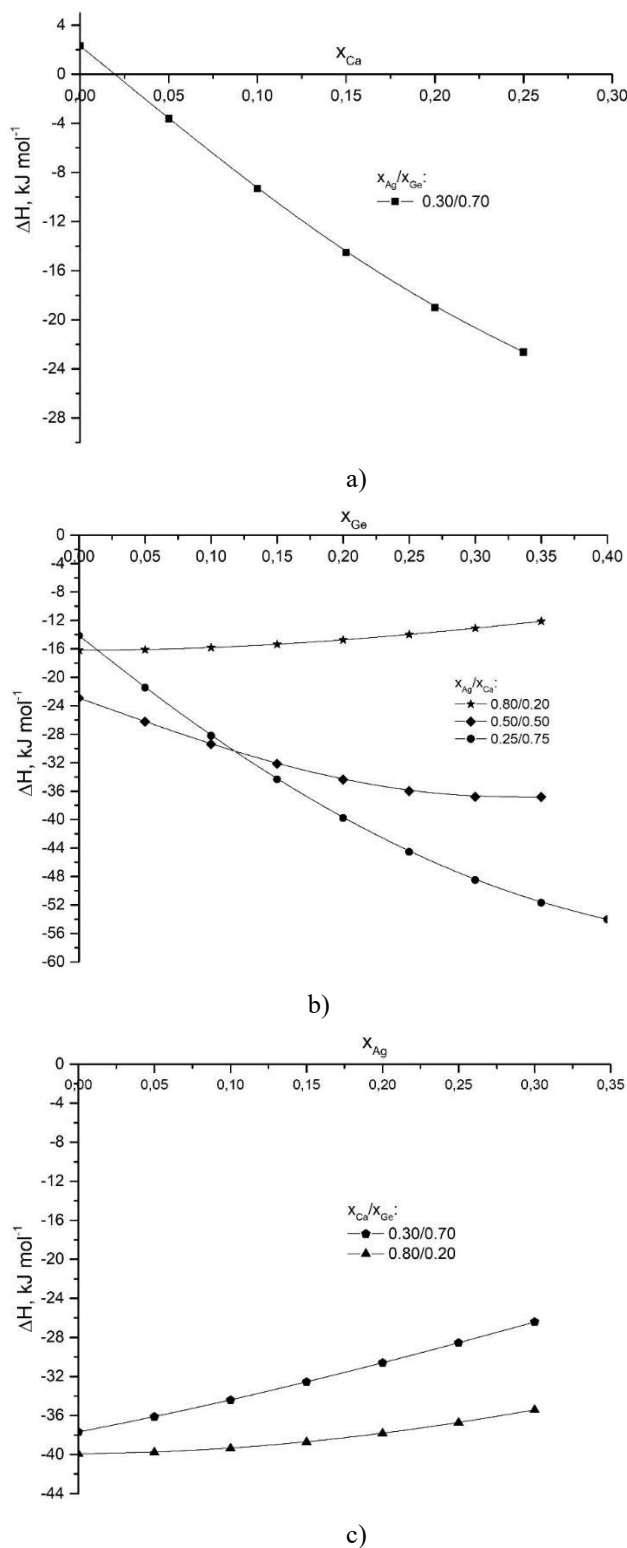 4
x_Ca
0
0,00 0,05 0,10 0,15 0,20 0,25 0,30
-4
-8
-12
-16
-20
-24
-28
ΔH, kJ mol⁻¹
x_Ag/x_Ge:
0.30/0.70
a)
x_Ge
0
0,00 0,05 0,10 0,15 0,20 0,25 0,30 0,35 0,40
-4
-8
-12
-16
-20
-24
-28
-32
-36
-40
-44
-48
-52
-56
-60
ΔH, kJ mol⁻¹
x_Ag/x_Ca:
0.80/0.20
0.50/0.50
0.25/0.75
b)
x_Ag
0
0,00 0,05 0,10 0,15 0,20 0,25 0,30 0,35
-4
-8
-12
-16
-20
-24
-28
-32
-36
-40
-44
ΔH, kJ mol⁻¹
x_Ca/x_Ge:
0.30/0.70
0.80/0.20
c)